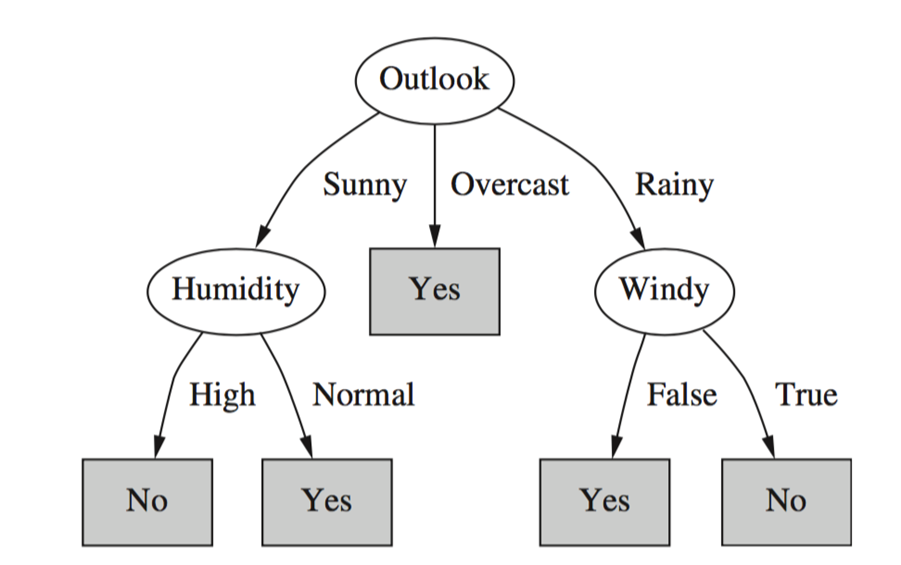 Outlook
Sunny Overcast Rainy
Humidity Yes Windy
High Normal False True
No Yes Yes No